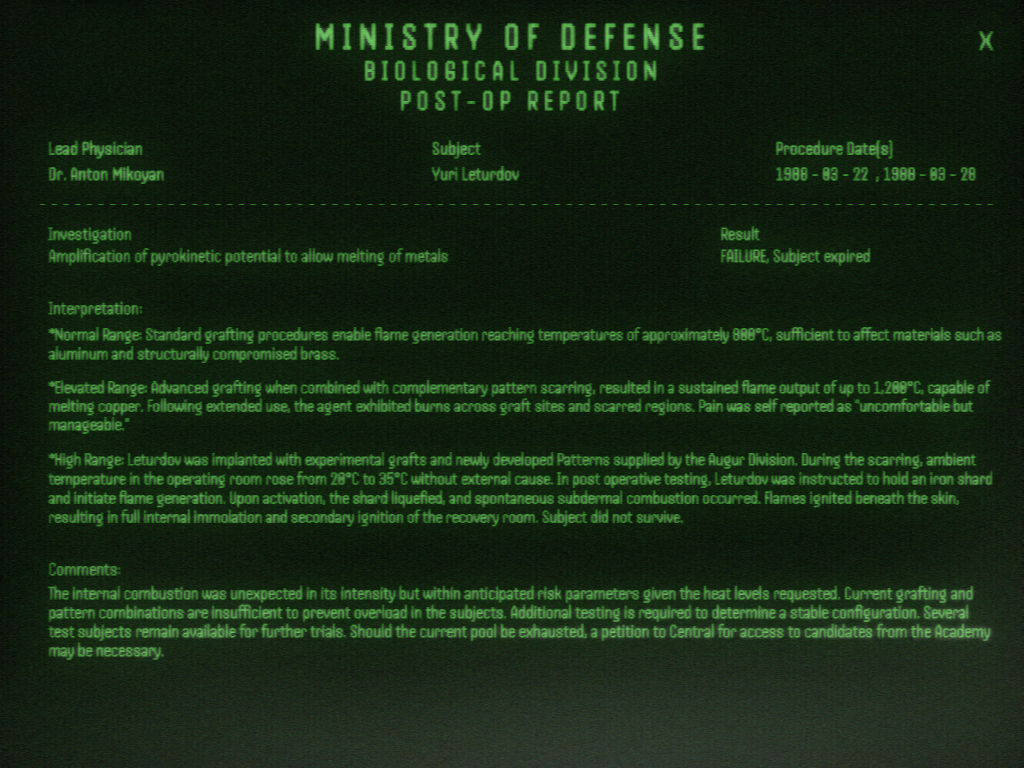 MINISTRY OF DEFENSE
X
BIOLOGICAL DIVISION
POST-OP REPORT
Lead Physician
Subject
Procedure Date(s)
Dr. Anton Mikoyan
Yuri Leturdov
1988 - 03 - 22 , 1988 - 03 - 28
Investigation
Result
Amplification of pyrokinetic potential to allow melting of metals
FAILURE, Subject expired
Interpretation:
*Normal Range: Standard grafting procedures enable flame generation reaching temperatures of approximately 800°C, sufficient to affect materials such as
aluminum and structurally compromised brass.
*Elevated Range: Advanced grafting when combined with complementary pattern scarring, resulted in a sustained flame output of up to 1,200°C, capable of
melting copper. Following extended use, the agent exhibited burns across graft sites and scarred regions. Pain was self reported as "uncomfortable but
manageable."
*High Range: Leturdov was implanted with experimental grafts and newly developed Patterns supplied by the Augur Division. During the scarring, ambient
temperature in the operating room rose from 20°C to 35°C without external cause. In post operative testing, Leturdov was instructed to hold an iron shard
and initiate flame generation. Upon activation, the shard liquefied, and spontaneous subdermal combustion occurred. Flames ignited beneath the skin,
resulting in full internal immolation and secondary ignition of the recovery room. Subject did not survive.
Comments:
The internal combustion was unexpected in its intensity but within anticipated risk parameters given the heat levels requested. Current grafting and
pattern combinations are insufficient to prevent overload in the subjects. Additional testing is required to determine a stable configuration. Several
test subjects remain available for further trials. Should the current pool be exhausted, a petition to Central for access to candidates from the Academy
may be necessary.